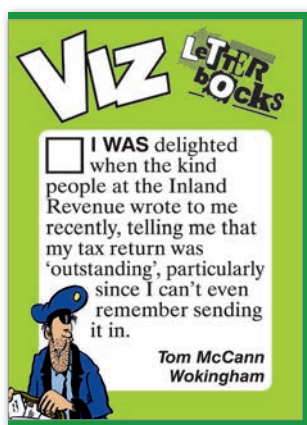 VIZ
LeTTER
bOcks
I WAS delighted
when the kind
people at the Inland
Revenue wrote to me
recently, telling me that
my tax return was
‘outstanding’, particularly
since I can’t even
remember sending
it in.
Tom McCann
Wokingham